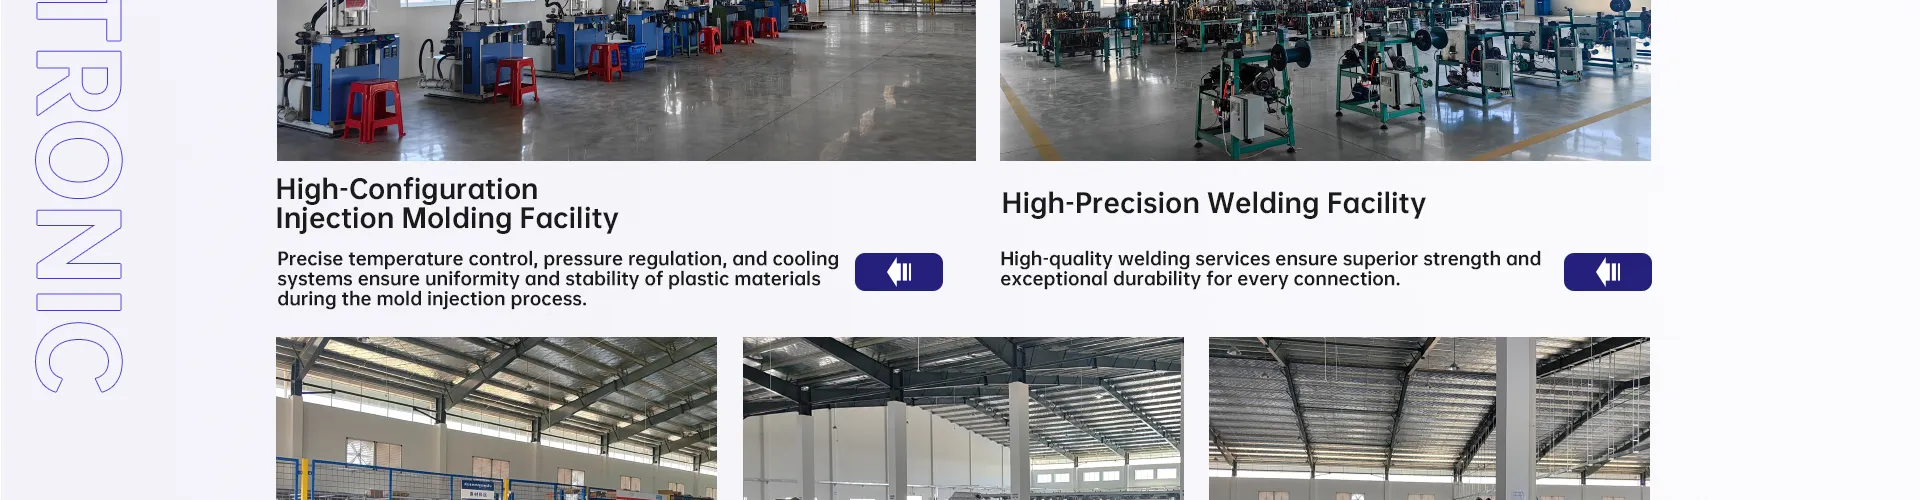 TRONIC
High-Configuration
Injection Molding Facility
Precise temperature control, pressure regulation, and cooling
systems ensure uniformity and stability of plastic materials
during the mold injection process.
High-Precision Welding Facility
High-quality welding services ensure superior strength and
exceptional durability for every connection.